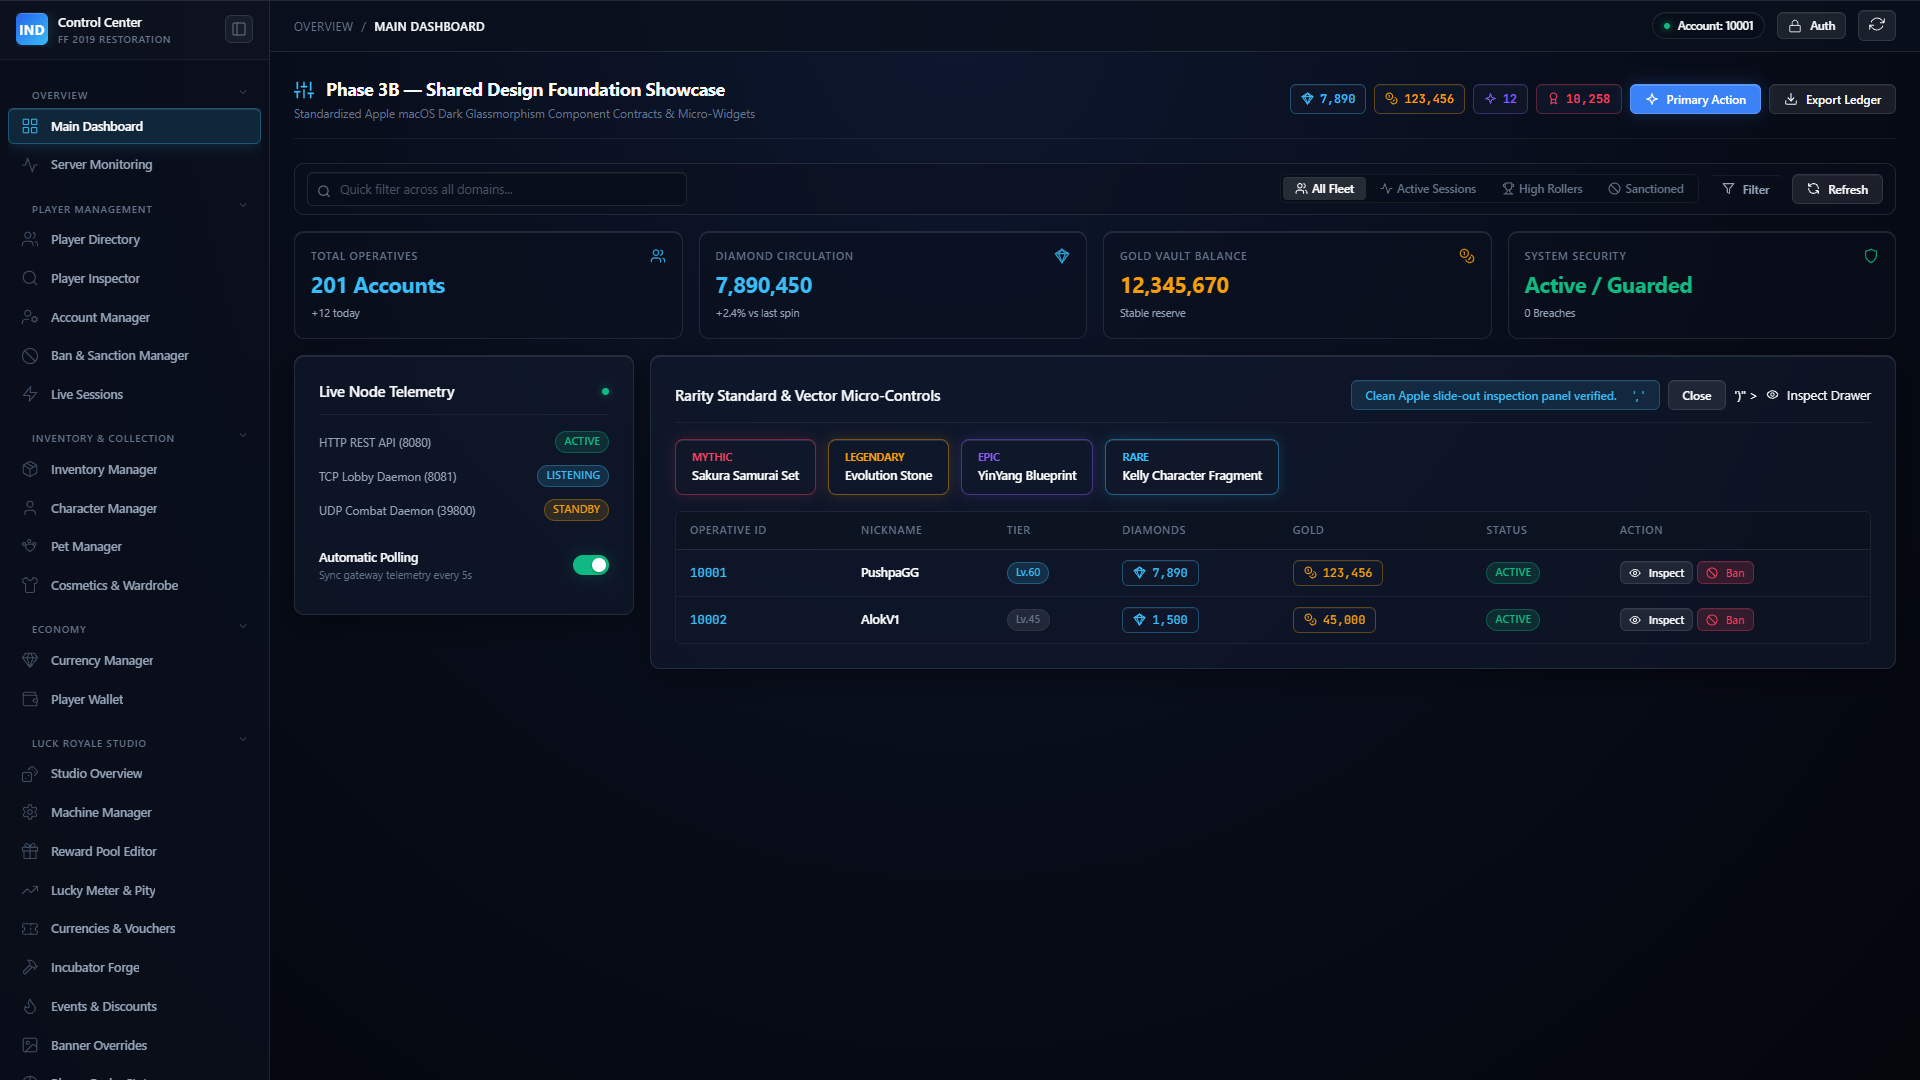 IND
Control Center
FF 2019 RESTORATION
OVERVIEW
Main Dashboard
Server Monitoring
PLAYER MANAGEMENT
Player Directory
Player Inspector
Account Manager
Ban & Sanction Manager
Live Sessions
INVENTORY & COLLECTION
Inventory Manager
Character Manager
Pet Manager
Cosmetics & Wardrobe
ECONOMY
Currency Manager
Player Wallet
LUCK ROYALE STUDIO
Studio Overview
Machine Manager
Reward Pool Editor
Lucky Meter & Pity
Currencies & Vouchers
Incubator Forge
Events & Discounts
Banner Overrides
OVERVIEW / MAIN DASHBOARD
Account: 10001
Auth
Phase 3B — Shared Design Foundation Showcase
Standardized Apple macOS Dark Glassmorphism Component Contracts & Micro-Widgets
7,890
123,456
12
10,258
Primary Action
Export Ledger
Quick filter across all domains...
All Fleet
Active Sessions
High Rollers
Sanctioned
Filter
Refresh
TOTAL OPERATIVES
201 Accounts
+12 today
DIAMOND CIRCULATION
7,890,450
+2.4% vs last spin
GOLD VAULT BALANCE
12,345,670
Stable reserve
SYSTEM SECURITY
Active / Guarded
0 Breaches
Live Node Telemetry
HTTP REST API (8080) ACTIVE
TCP Lobby Daemon (8081) LISTENING
UDP Combat Daemon (39800) STANDBY
Automatic Polling
Sync gateway telemetry every 5s
Rarity Standard & Vector Micro-Controls
Clean Apple slide-out inspection panel verified. ','
Close
')" >
Inspect Drawer
MYTHIC
Sakura Samurai Set
LEGENDARY
Evolution Stone
EPIC
YinYang Blueprint
RARE
Kelly Character Fragment
OPERATIVE ID NICKNAME TIER DIAMONDS GOLD STATUS ACTION
10001 PushpaGG Lv.60 7,890 123,456 ACTIVE Inspect Ban
10002 AlokV1 Lv.45 1,500 45,000 ACTIVE Inspect Ban